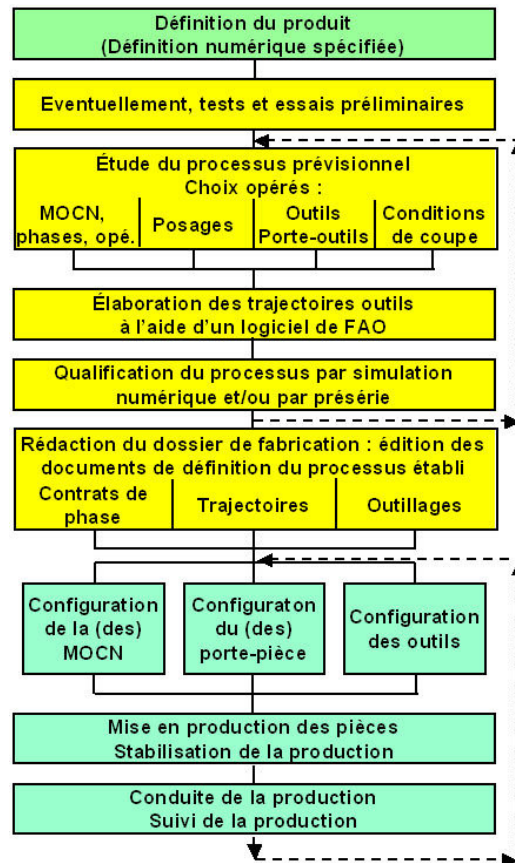 Définition du produit
(Définition numérique spécifiée)
Eventuellement, tests et essais préliminaires
Étude du processus prévisionnel
Choix opérés :
MOCN,
phases, opé.
Posages
Outils
Porte-outils
Conditions
de coupe
Élaboration des trajectoires outils
à l'aide d'un logiciel de FAO
Qualification du processus par simulation
numérique et/ou par présérie
Rédaction du dossier de fabrication : édition des
documents de définition du processus établi
Contrats de
phase
Trajectoires
Outillages
Configuration
de la (des)
MOCN
Configuraton
du (des)
porte-pièce
Configuration
des outils
Mise en production des pièces
Stabilisation de la production
Conduite de la production
Suivi de la production